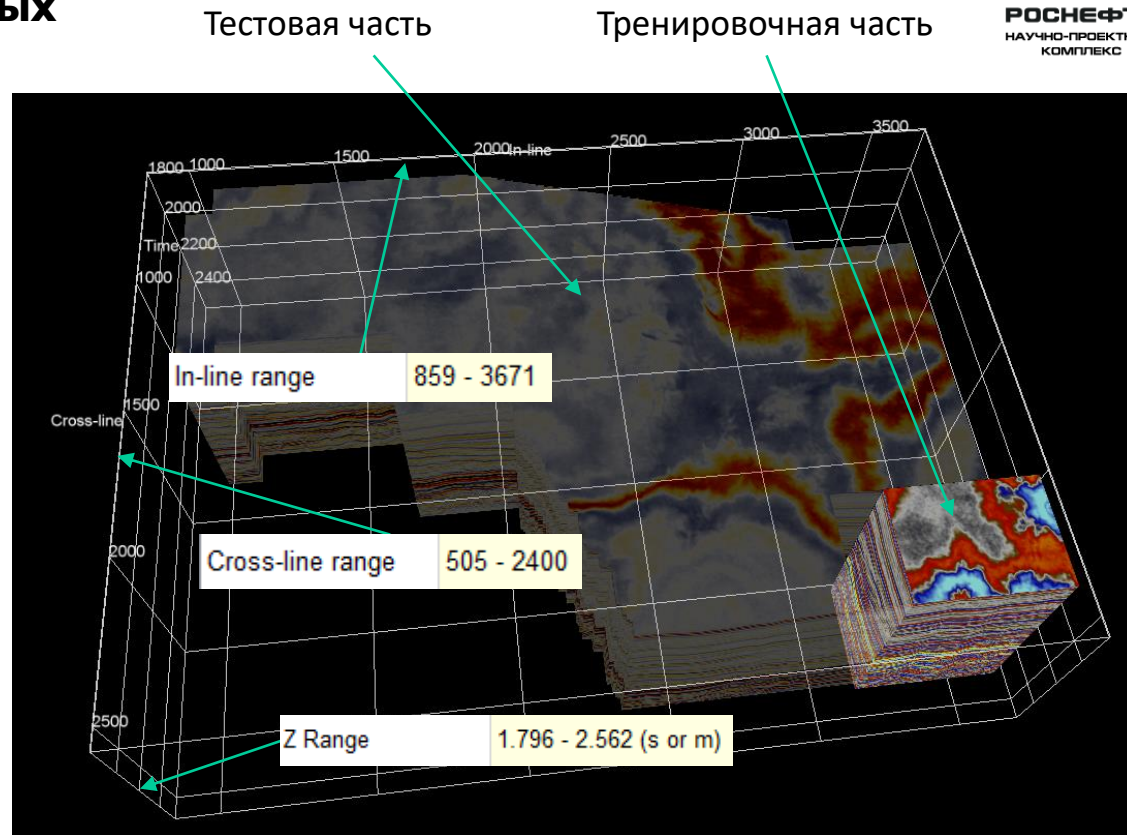 ых
Тестовая часть
Тренировочная часть
РОСНЕФТ
НАУЧНО-ПРОЕКТН
КОМПЛЕКС
1800
1000
1500
2000
In-line
2500
3000
3500
2000
Time
2200
2400
1000
In-line range 859 - 3671
1500
Cross-line
2000
Cross-line range 505 - 2400
2500
Z Range 1.796 - 2.562 (s or m)